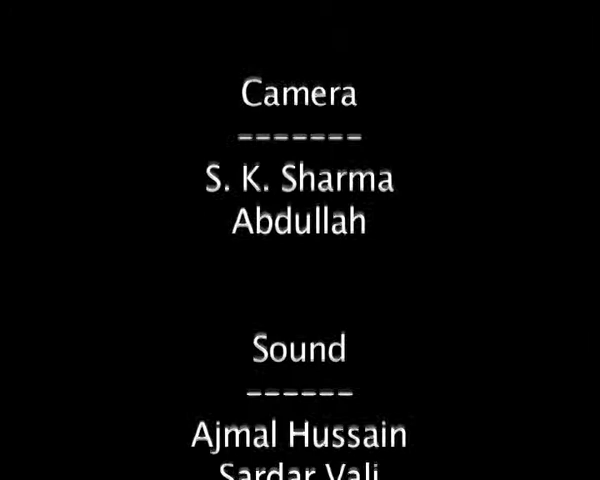 Camera
-------
S. K. Sharma
Abdullah
Sound
------
Ajmal Hussain
Sardar Vali